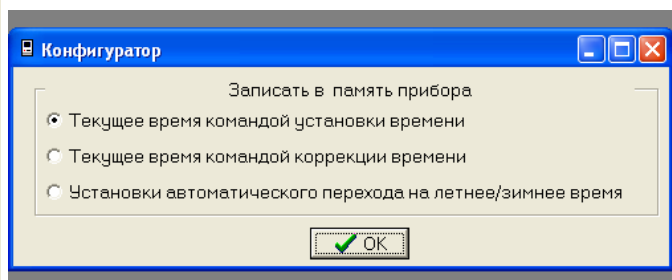 Конфигуратор
Записать в память прибора
Текущее время командой установки времени
Текущее время командой коррекции времени
Установки автоматического перехода на летнее/зимнее время
OK